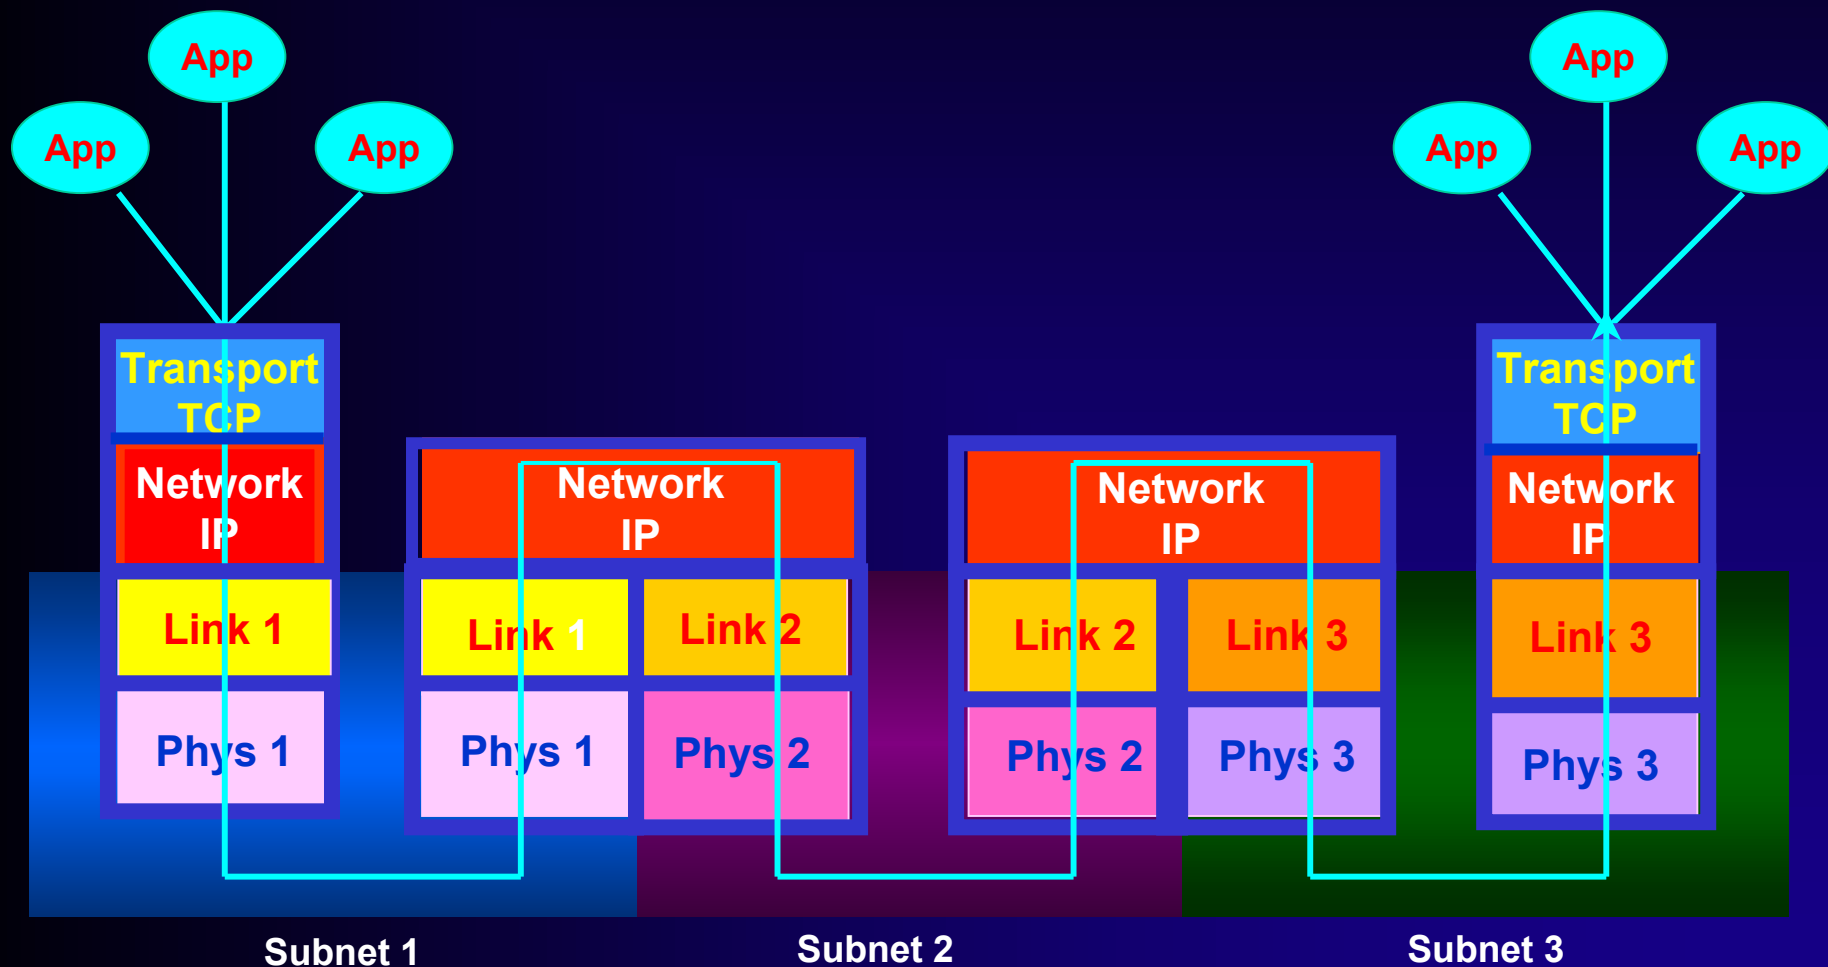 App
App
App
App
App
App
Transport
TCP
Network
IP
Link 1
Phys 1
Network
IP
Link 1
Link 2
Phys 1
Phys 2
Network
IP
Link 2
Link 3
Phys 2
Phys 3
Transport
TCP
Network
IP
Link 3
Phys 3
Subnet 1
Subnet 2
Subnet 3